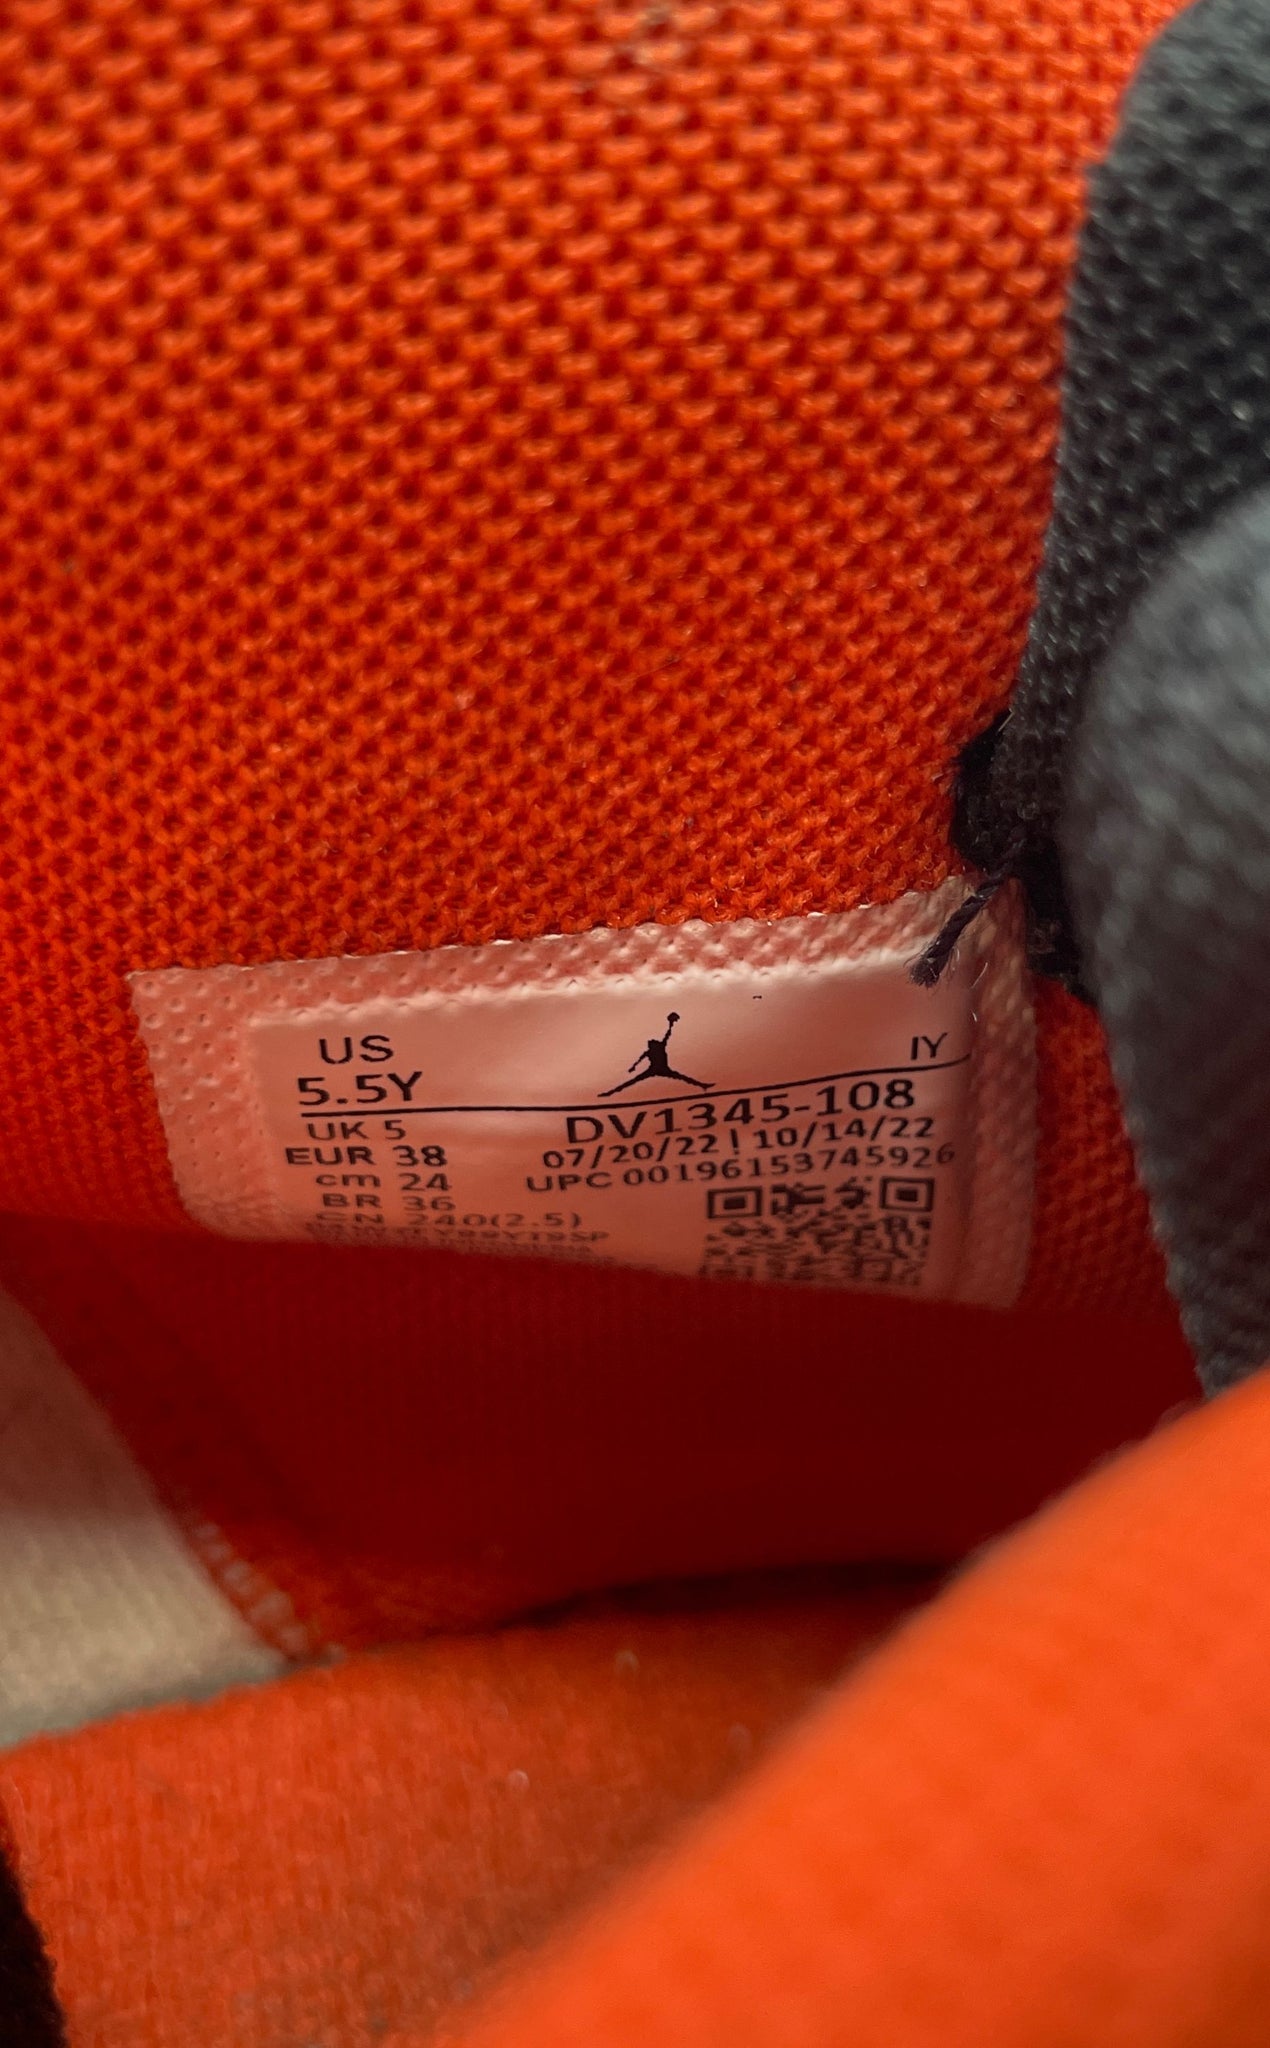 US
5.5Y
IY
UK 5
DV1345-108
EUR 38
07/20/22 | 10/14/22
cm 24
UPC 00196153745926
BR 36
CN 240(2.5)